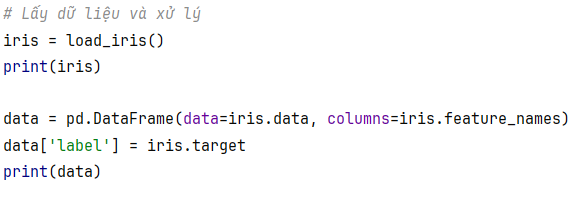 # Lấy dữ liệu và xử lý
iris = load_iris()
print(iris)
data = pd.DataFrame(data=iris.data, columns=iris.feature_names)
data['label'] = iris.target
print(data)